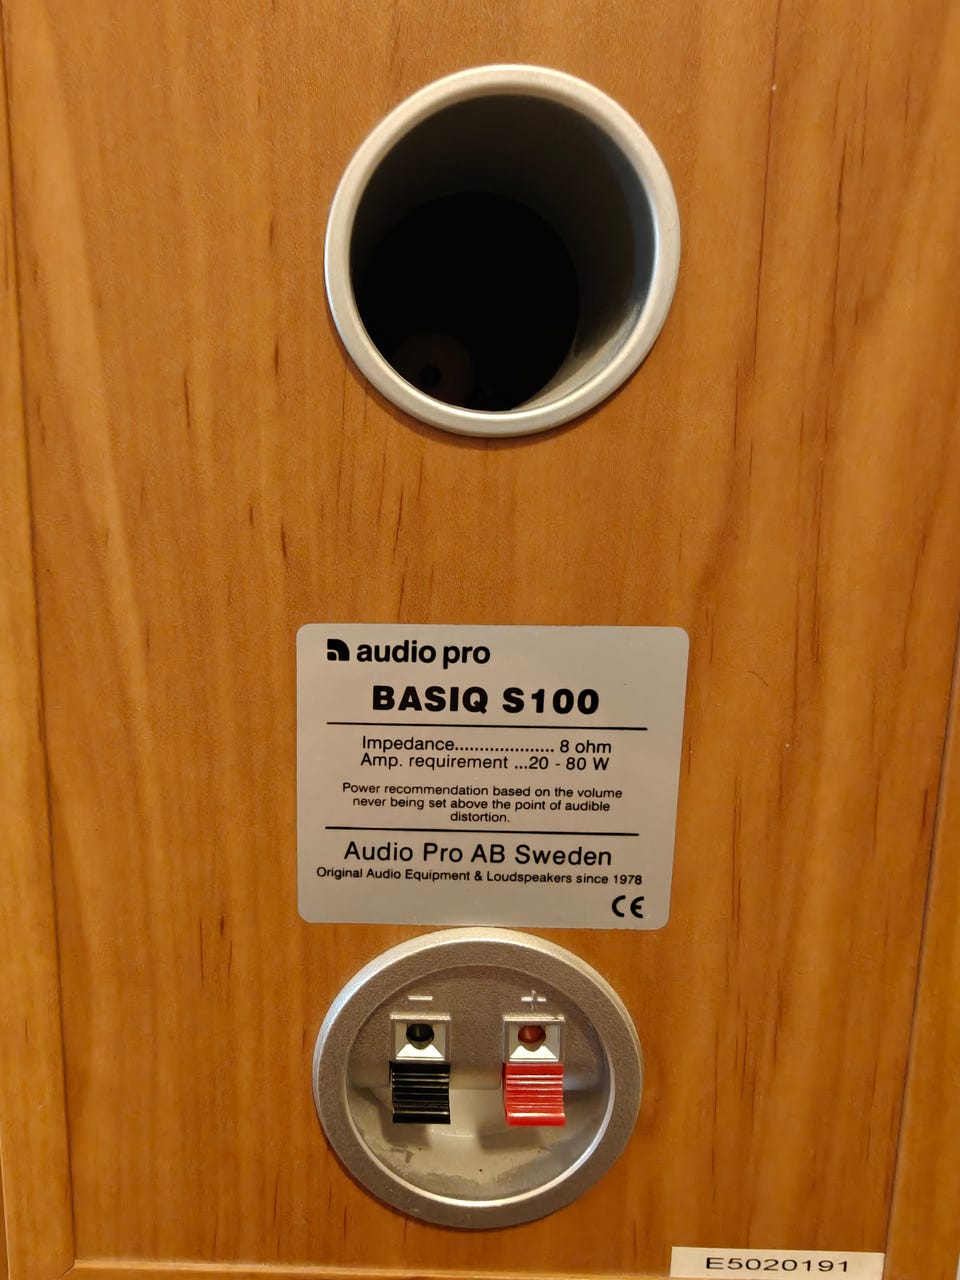 audio pro
BASIQ S100
Impedance.................... 8 ohm
Amp. requirement ...20 - 80 W
Power recommendation based on the volume
never being set above the point of audible
distortion.
Audio Pro AB Sweden
Original Audio Equipment & Loudspeakers since 1978
CE
− +
E5020191